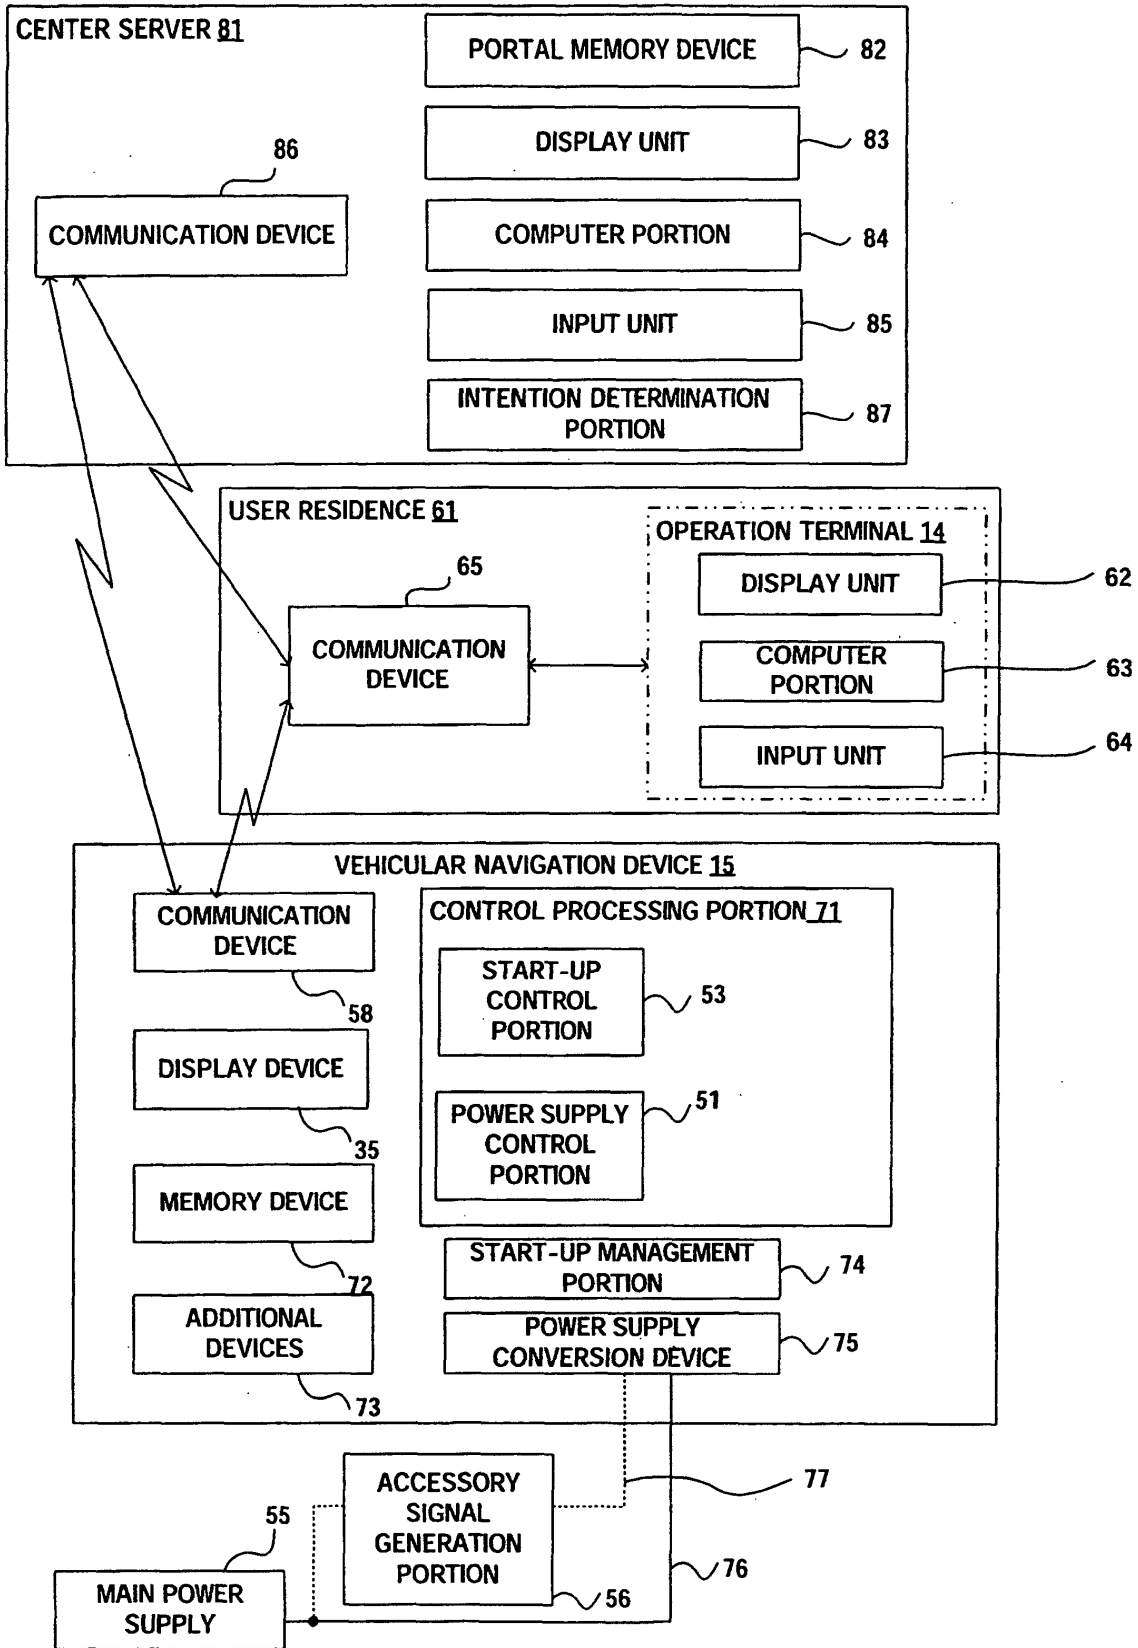 CENTER SERVER 81
PORTAL MEMORY DEVICE
82
DISPLAY UNIT
83
86
COMMUNICATION DEVICE
COMPUTER PORTION
84
INPUT UNIT
85
INTENTION DETERMINATION
PORTION
87
USER RESIDENCE 61
OPERATION TERMINAL 14
65
COMMUNICATION
DEVICE
DISPLAY UNIT
62
COMPUTER
PORTION
63
INPUT UNIT
64
VEHICULAR NAVIGATION DEVICE 15
COMMUNICATION
DEVICE
58
CONTROL PROCESSING PORTION 71
START-UP
CONTROL
PORTION
53
DISPLAY DEVICE
35
POWER SUPPLY
CONTROL
PORTION
51
MEMORY DEVICE
72
START-UP MANAGEMENT
PORTION
74
ADDITIONAL
DEVICES
73
POWER SUPPLY
CONVERSION DEVICE
75
77
ACCESSORY
SIGNAL
GENERATION
PORTION
56
55
76
MAIN POWER
SUPPLY